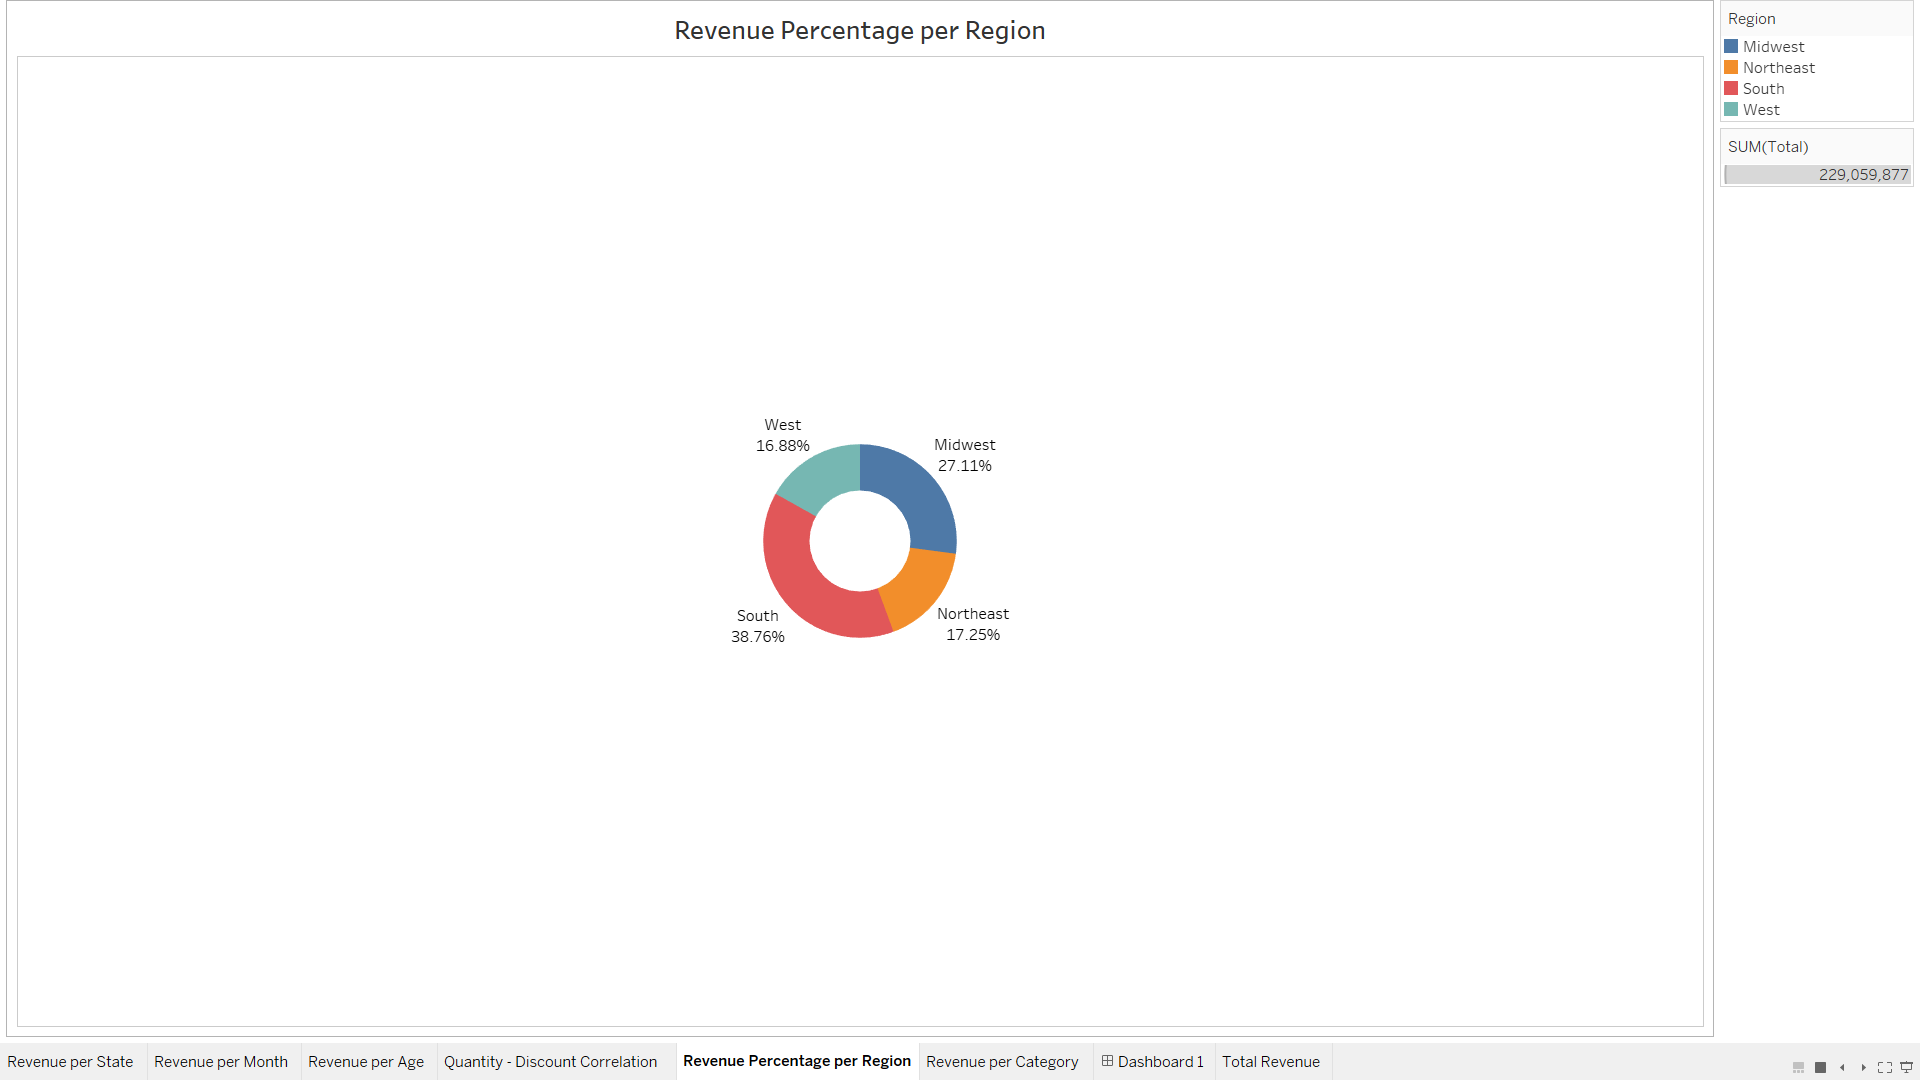 Revenue Percentage per Region
Region
Midwest
Northeast
South
West
SUM(Total)
229,059,877
West
16.88%
Midwest
27.11%
South
38.76%
Northeast
17.25%
Revenue per State
Revenue per Month
Revenue per Age
Quantity - Discount Correlation
Revenue Percentage per Region
Revenue per Category
Dashboard 1
Total Revenue